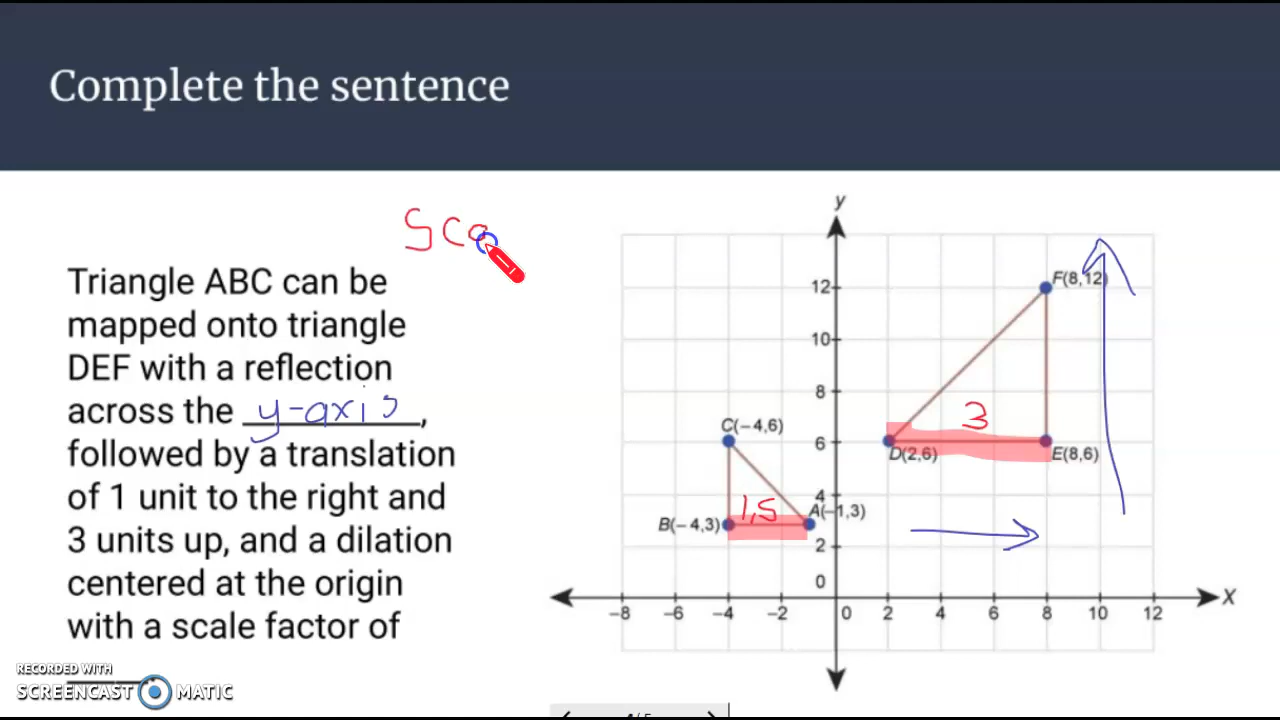 Complete the sentence
Sca
Triangle ABC can be
mapped onto triangle
DEF with a reflection
across the y-axis,
followed by a translation
of 1 unit to the right and
3 units up, and a dilation
centered at the origin
with a scale factor of
RECORDED WITH
SCREENCAST MATIC
y
12
10
8
6
4
2
0
-8 -6 -4 -2 0 2 4 6 8 10 12 X
F(8,12)
3
D(2,6) E(8,6)
C(-4,6)
1,5
B(-4,3) A(-1,3)